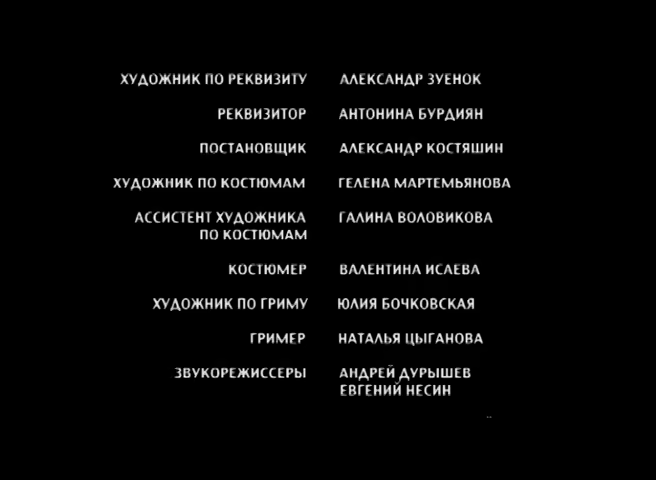 ХУДОЖНИК ПО РЕКВИЗИТУ АЛЕКСАНДР ЗУЕНОК
РЕКВИЗИТОР АНТОНИНА БУРДИЯН
ПОСТАНОВЩИК АЛЕКСАНДР КОСТЯШИН
ХУДОЖНИК ПО КОСТЮМАМ ГЕЛЕНА МАРТЕМЬЯНОВА
АССИСТЕНТ ХУДОЖНИКА ГАЛИНА ВОЛОВИКОВА
ПО КОСТЮМАМ
КОСТЮМЕР ВАЛЕНТИНА ИСАЕВА
ХУДОЖНИК ПО ГРИМУ ЮЛИЯ БОЧКОВСКАЯ
ГРИМЕР НАТАЛЬЯ ЦЫГАНОВА
ЗВУКОРЕЖИССЕРЫ АНДРЕЙ ДУРЫШЕВ
ЕВГЕНИЙ НЕСИН